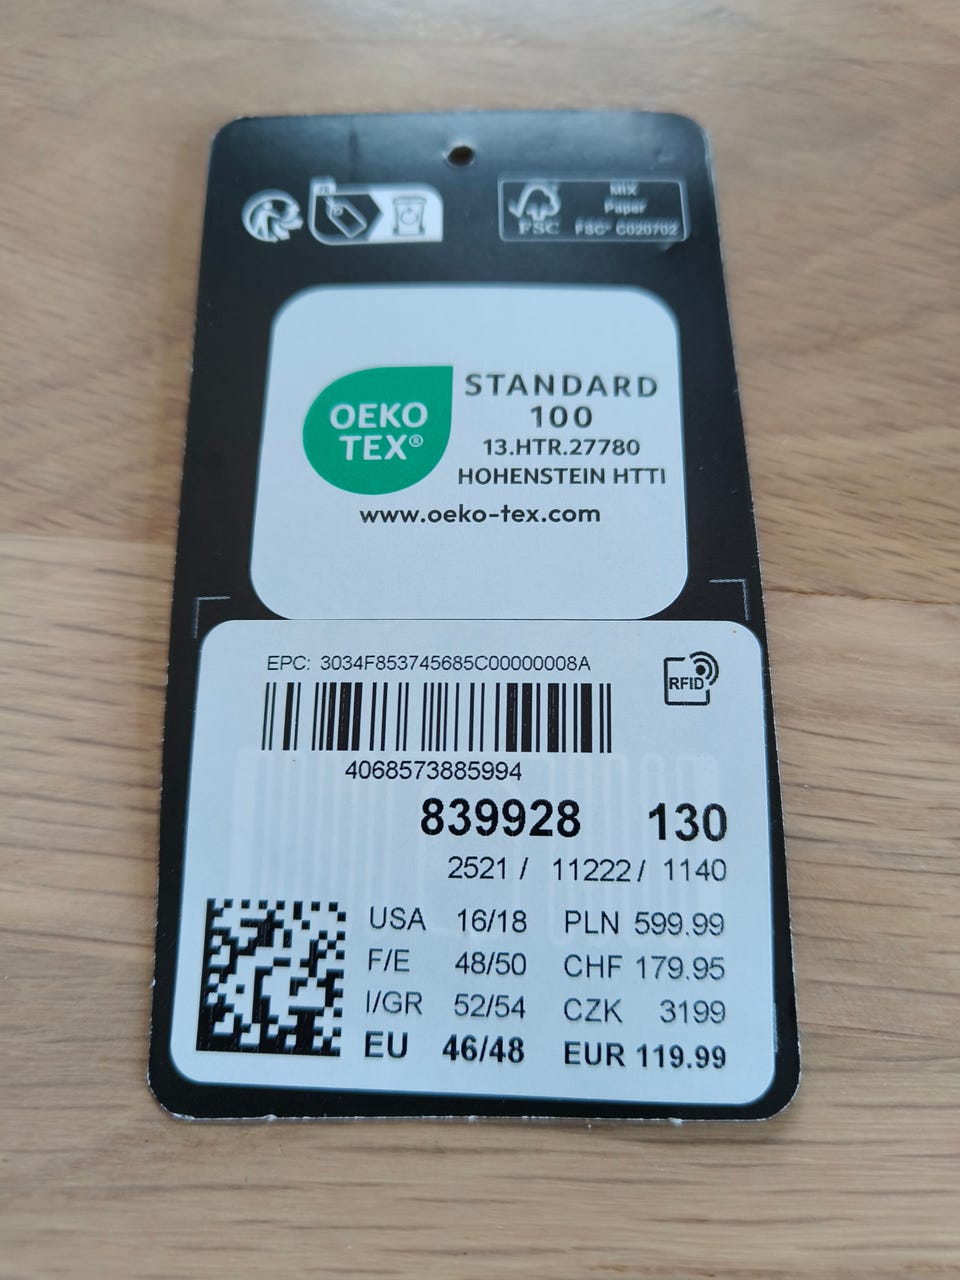 FR
MIX
Paper
FSC® C020702
FSC
OEKO
TEX®
STANDARD
100
13.HTR.27780
HOHENSTEIN HTTI
www.oeko-tex.com
EPC: 3034F853745685C00000008A
RFID
4068573885994
839928 130
2521 / 11222 / 1140
USA 16/18 PLN 599.99
F/E 48/50 CHF 179.95
I/GR 52/54 CZK 3199
EU 46/48 EUR 119.99